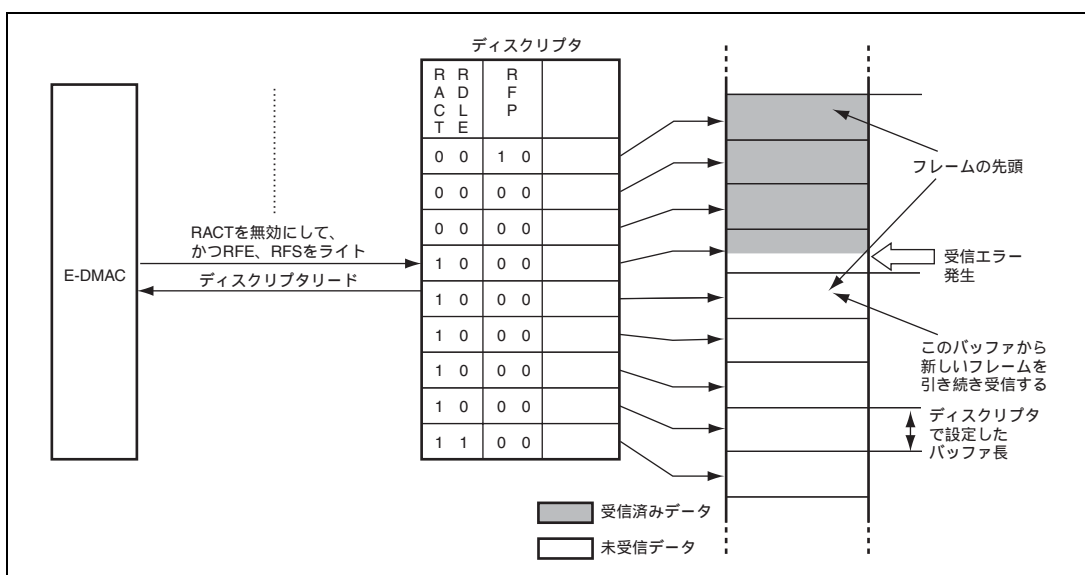 ディスクリプタ
R R R
A D F
C L P
T E
0 0 1 0
0 0 0 0
0 0 0 0
1 0 0 0
1 0 0 0
1 0 0 0
1 0 0 0
1 0 0 0
1 1 0 0
E-DMAC
RACTを無効にして、
かつRFE、RFSをライト
ディスクリプタリード
フレームの先頭
受信エラー
発生
このバッファから
新しいフレームを
引き続き受信する
ディスクリプタ
で設定した
バッファ長
受信済みデータ
未受信データ